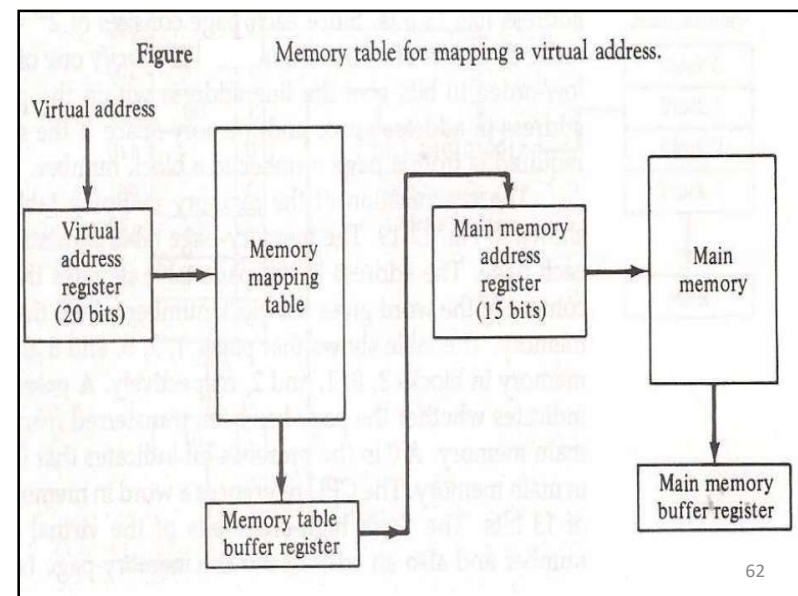 Figure Memory table for mapping a virtual address.
Virtual address
Virtual
address
register
(20 bits)
Memory
mapping
table
Main memory
address
register
(15 bits)
Main
memory
Memory table
buffer register
Main memory
buffer register
62